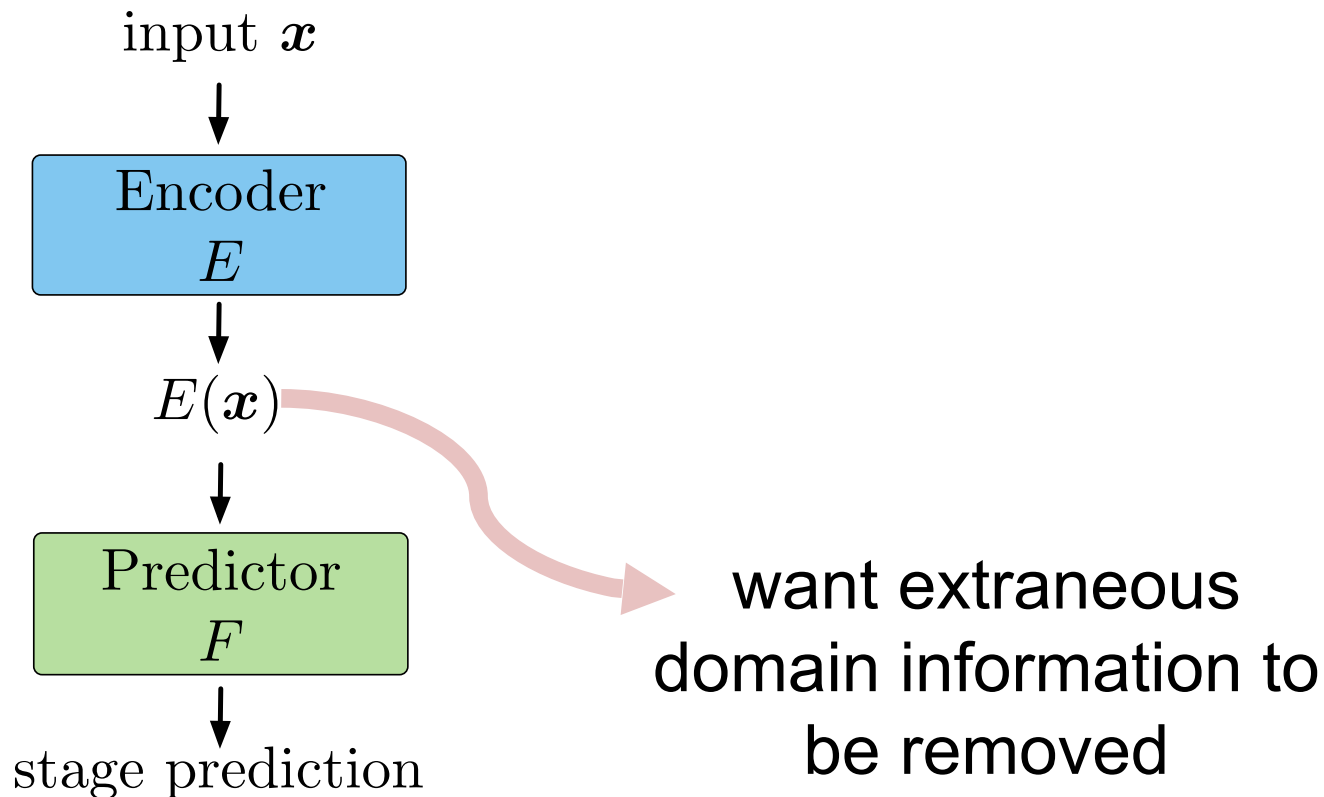 input x
Encoder
E
E(x)
Predictor
F
stage prediction
want extraneous
domain information to
be removed